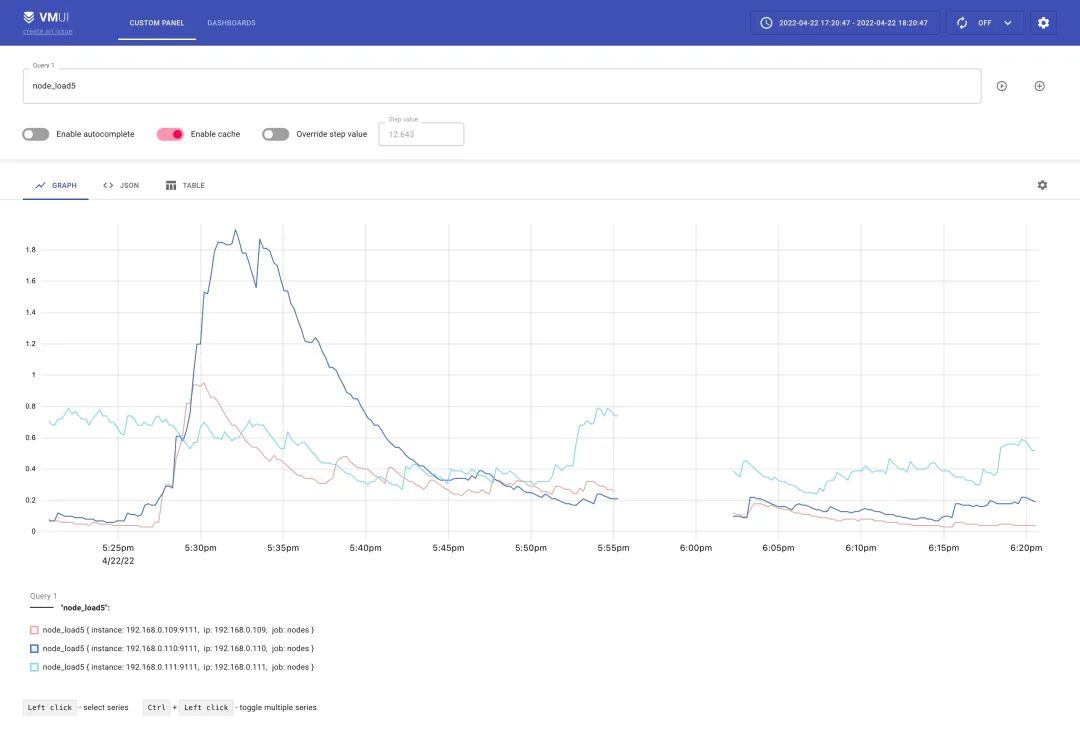 VMUI
create an issue
CUSTOM PANEL DASHBOARDS
2022-04-22 17:20:47 - 2022-04-22 18:20:47 OFF
Query 1
node_load5
Enable autocomplete Enable cache Override step value
Step value
12.643
GRAPH JSON TABLE
1.8
1.6
1.4
1.2
1
0.8
0.6
0.4
0.2
0
5:25pm 5:30pm 5:35pm 5:40pm 5:45pm 5:50pm 5:55pm 6:00pm 6:05pm 6:10pm 6:15pm 6:20pm
4/22/22
Query 1
"node_load5":
node_load5 { instance: 192.168.0.109:9111, ip: 192.168.0.109, job: nodes }
node_load5 { instance: 192.168.0.110:9111, ip: 192.168.0.110, job: nodes }
node_load5 { instance: 192.168.0.111:9111, ip: 192.168.0.111, job: nodes }
Left click - select series Ctrl + Left click - toggle multiple series